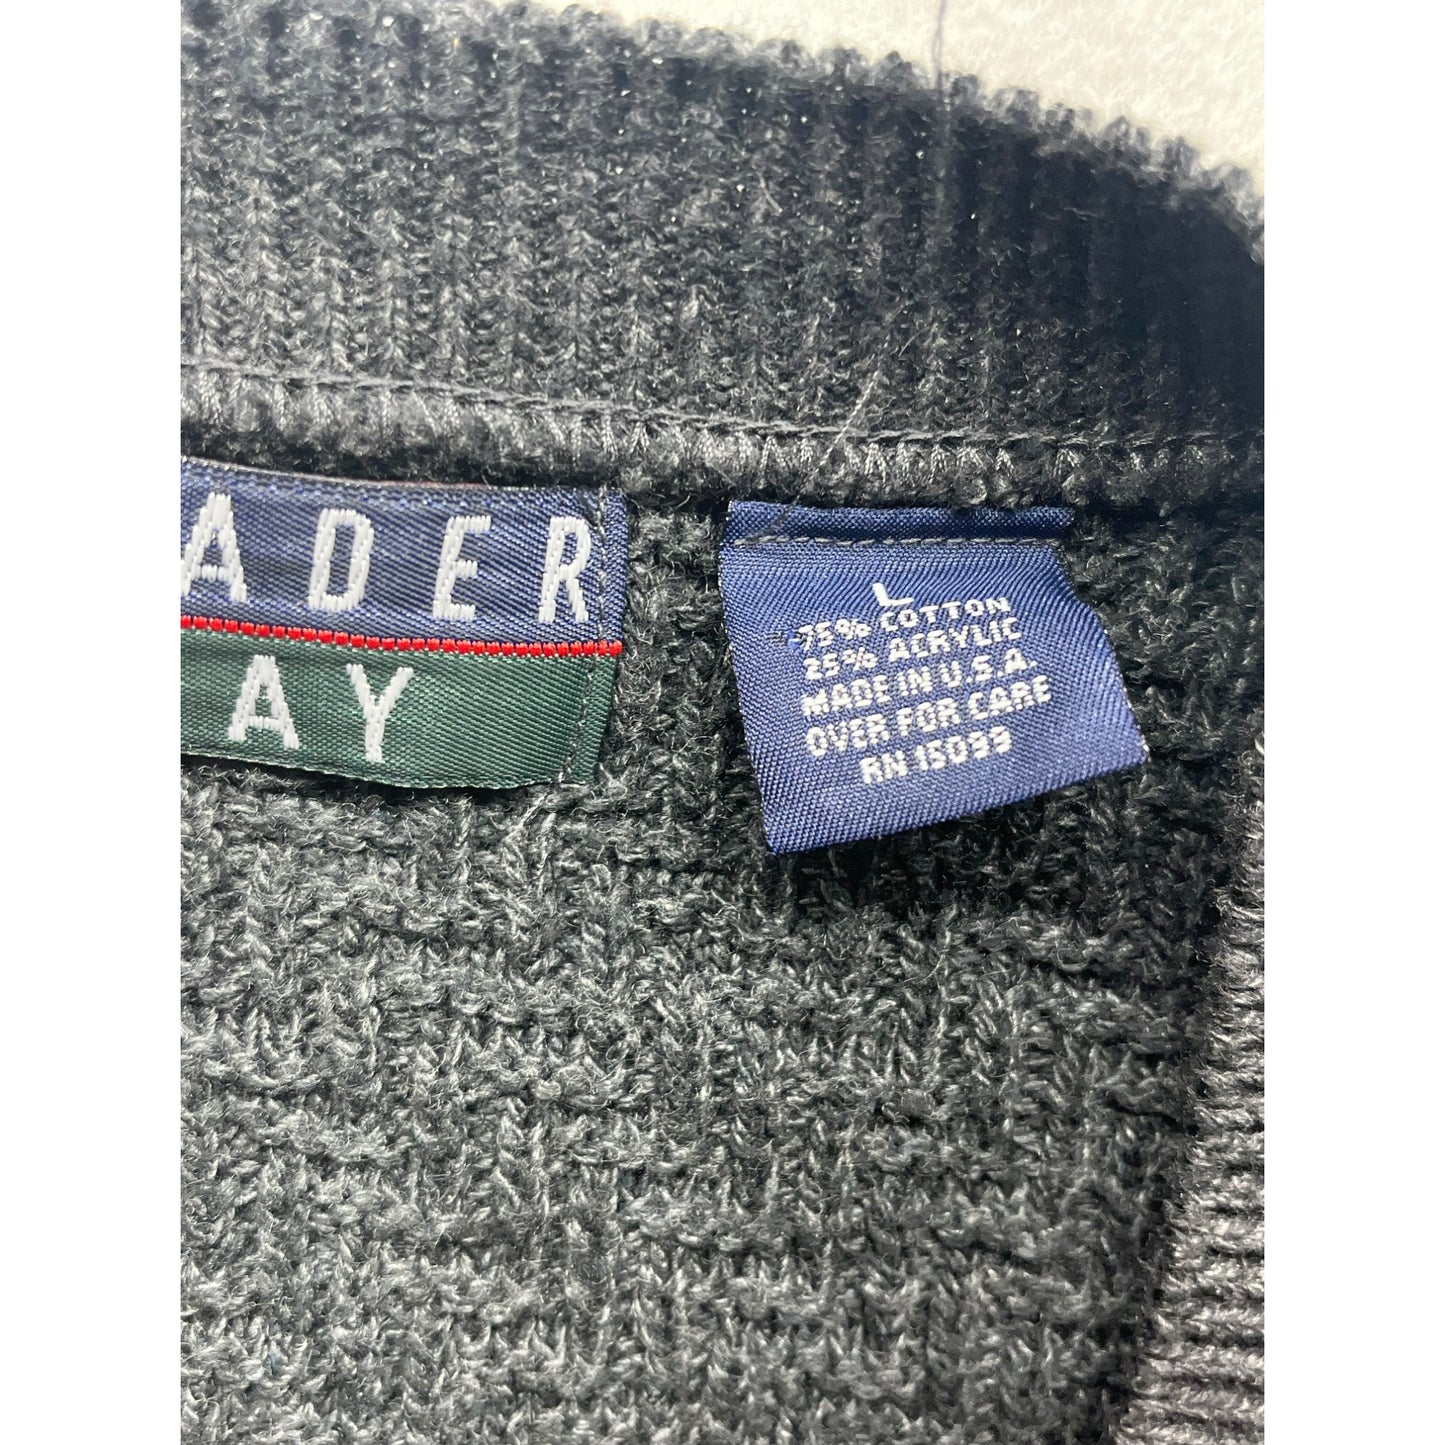 ADER
AY
L
75% COTTON
25% ACRYLIC
MADE IN U.S.A.
OVER FOR CARE
RN 15099